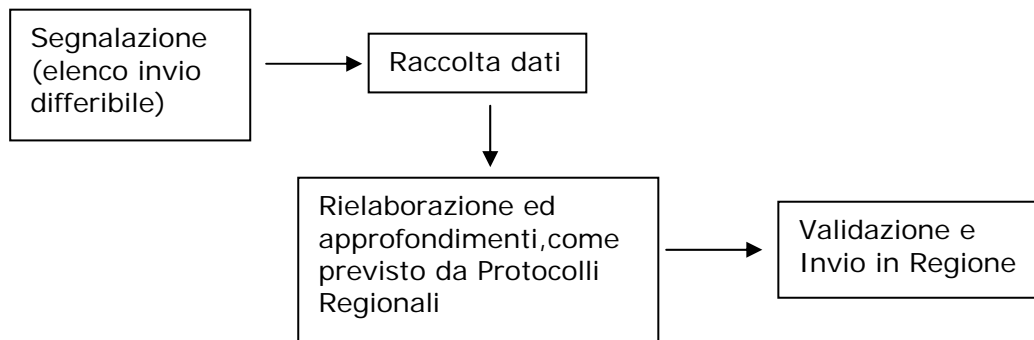 Segnalazione
(elenco invio
differibile)
Raccolta dati
Rielaborazione ed
approfondimenti,come
previsto da Protocolli
Regionali
Validazione e
Invio in Regione